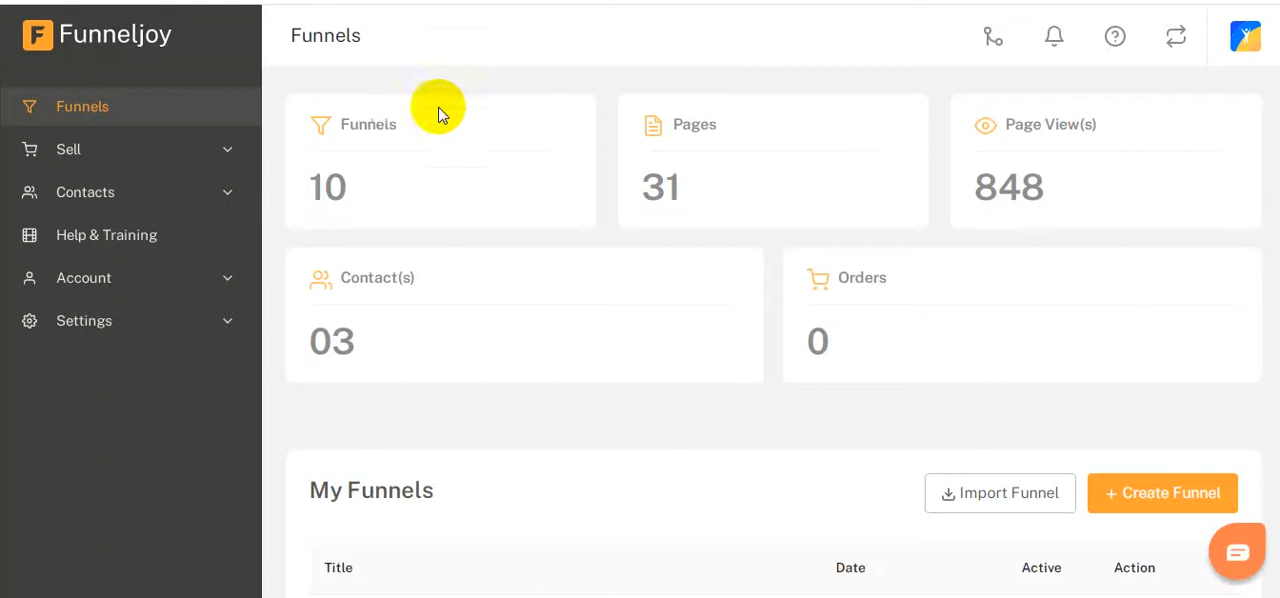 Funneljoy
Funnels
Funnels
Sell
Contacts
Help & Training
Account
Settings
Funnels
10
Pages
31
Page View(s)
848
Contact(s)
03
Orders
0
My Funnels
Import Funnel
+ Create Funnel
Title Date Active Action